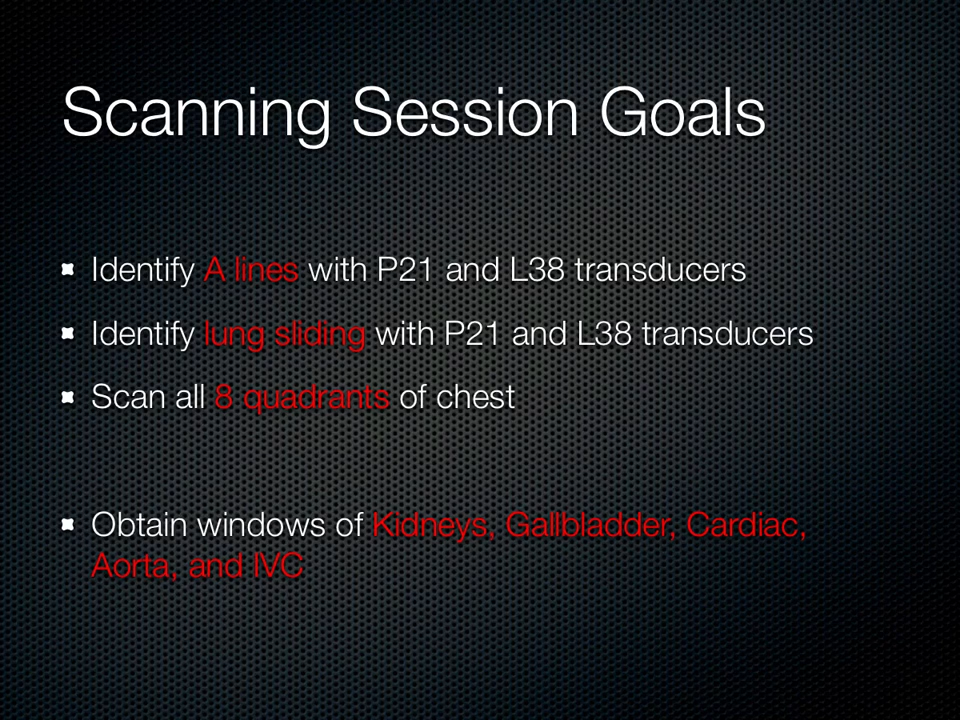 Scanning Session Goals
Identify A lines with P21 and L38 transducers
Identify lung sliding with P21 and L38 transducers
Scan all 8 quadrants of chest
Obtain windows of Kidneys, Gallbladder, Cardiac,
Aorta, and IVC